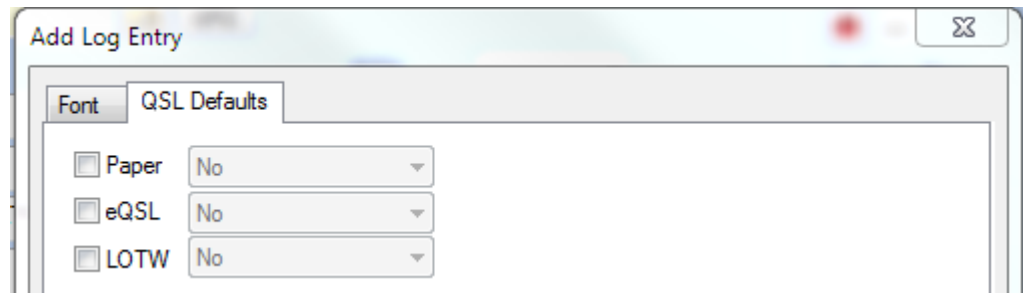 Add Log Entry
Font QSL Defaults
Paper No
eQSL No
LOTW No